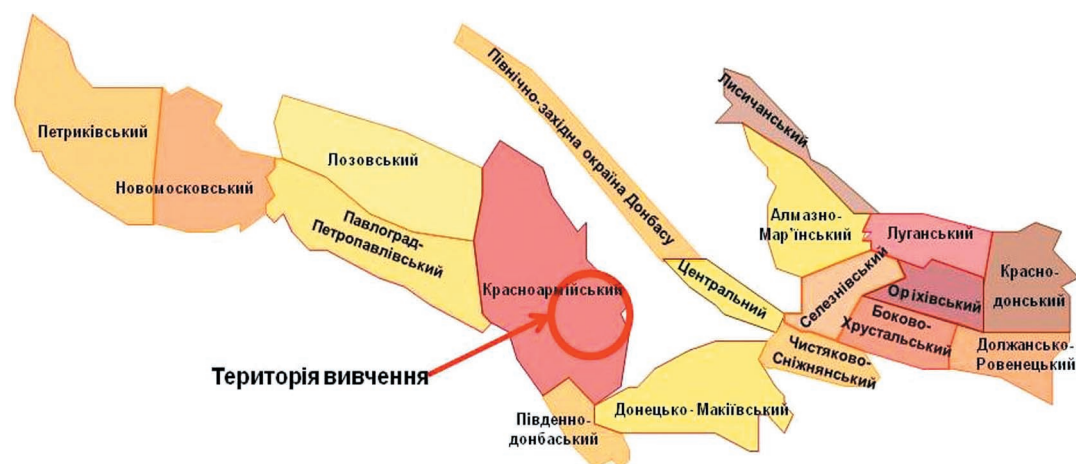 Петриківський
Новомосковський
Лозовський
Павлоград-
Петропавлівський
Красноармійський
Територія вивчення
Південно-
донбаський
Північно-західна окраїна Донбасу
Центральний
Донецько-Макіївський
Лисичанський
Алмазно-
Мар'їнський
Луганський
Селезнівський
Оріхівський
Красно-
донський
Боково-
Хрустальський
Чистяково-
Сніжнянський
Должансько-
Ровенецький